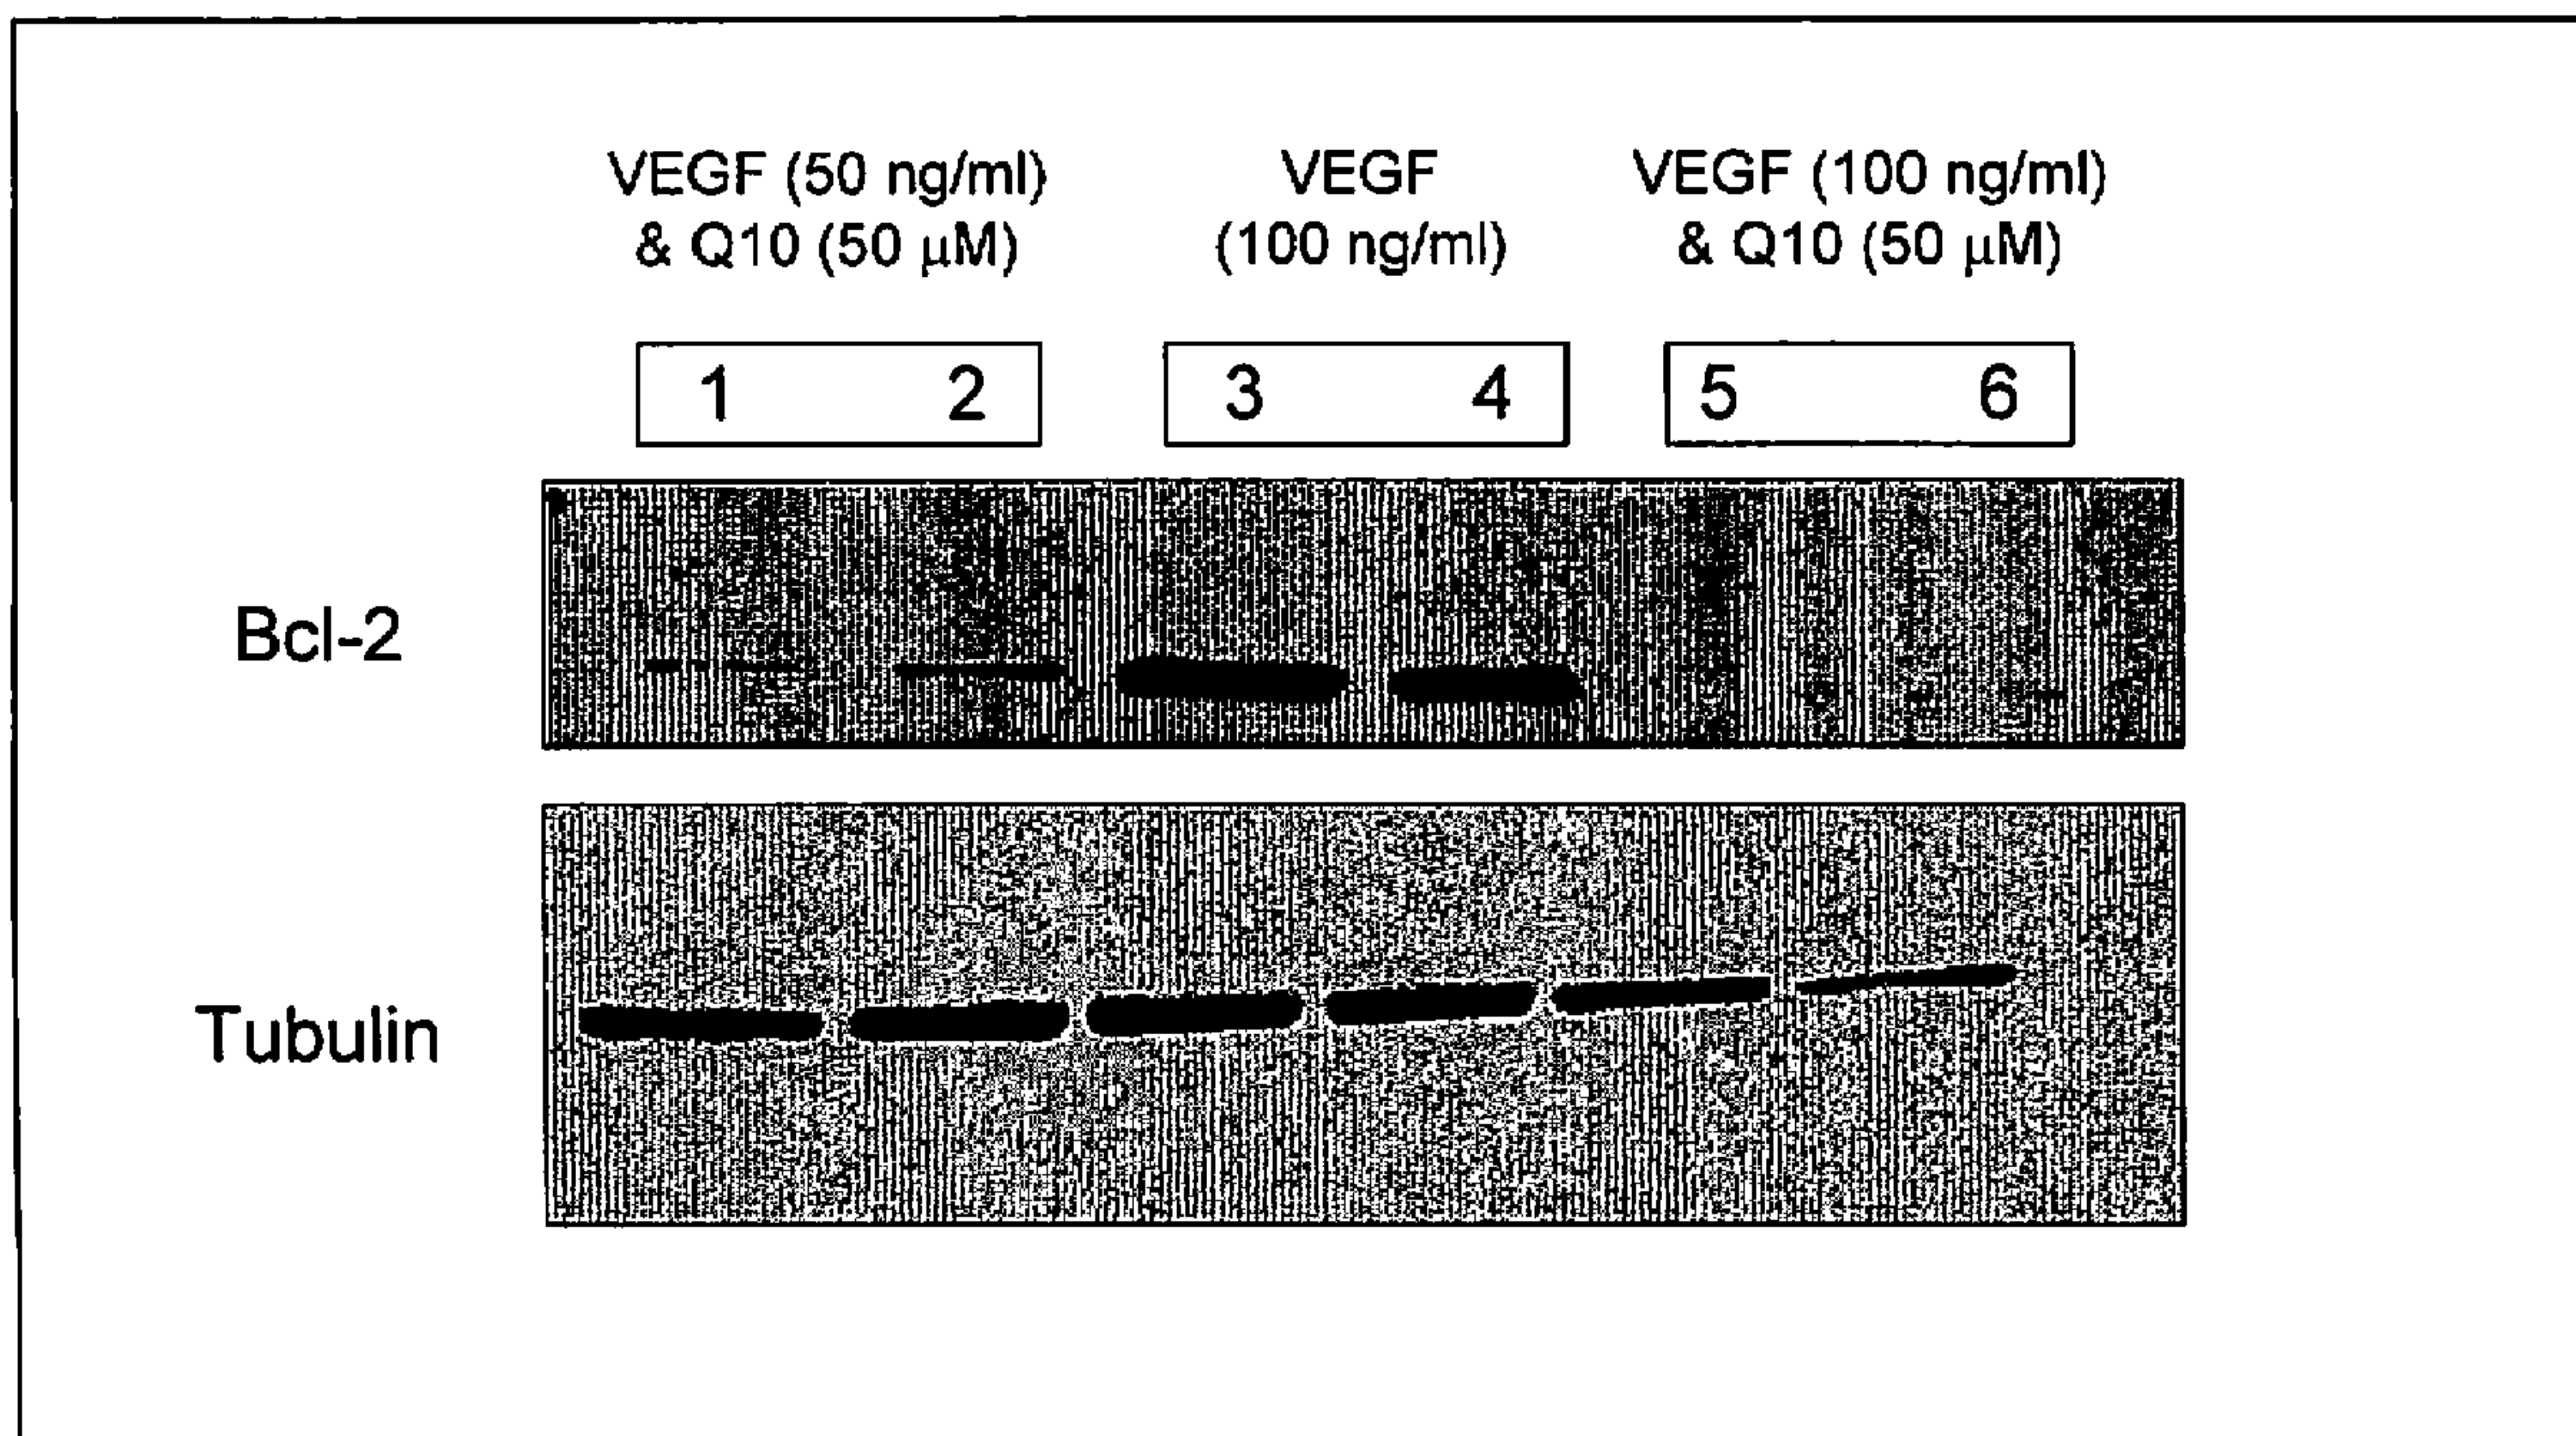 VEGF (50 ng/ml)
& Q10 (50 µM)
VEGF
(100 ng/ml)
VEGF (100 ng/ml)
& Q10 (50 µM)
1 2 3 4 5 6
Bcl-2
Tubulin